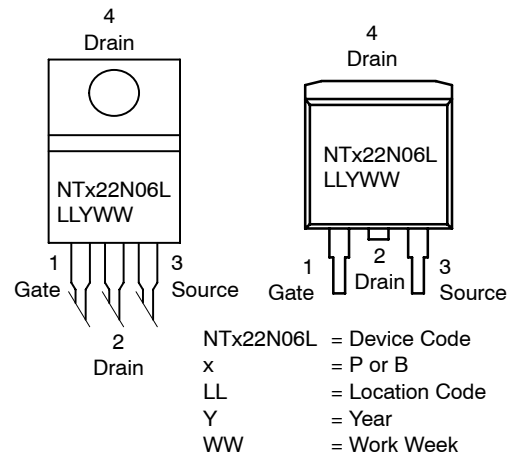 4
Drain
NTx22N06L
LLYWW
1
Gate
3
Source
2
Drain
4
Drain
NTx22N06L
LLYWW
1
Gate
2
Drain
3
Source
NTx22N06L = Device Code
x = P or B
LL = Location Code
Y = Year
WW = Work Week